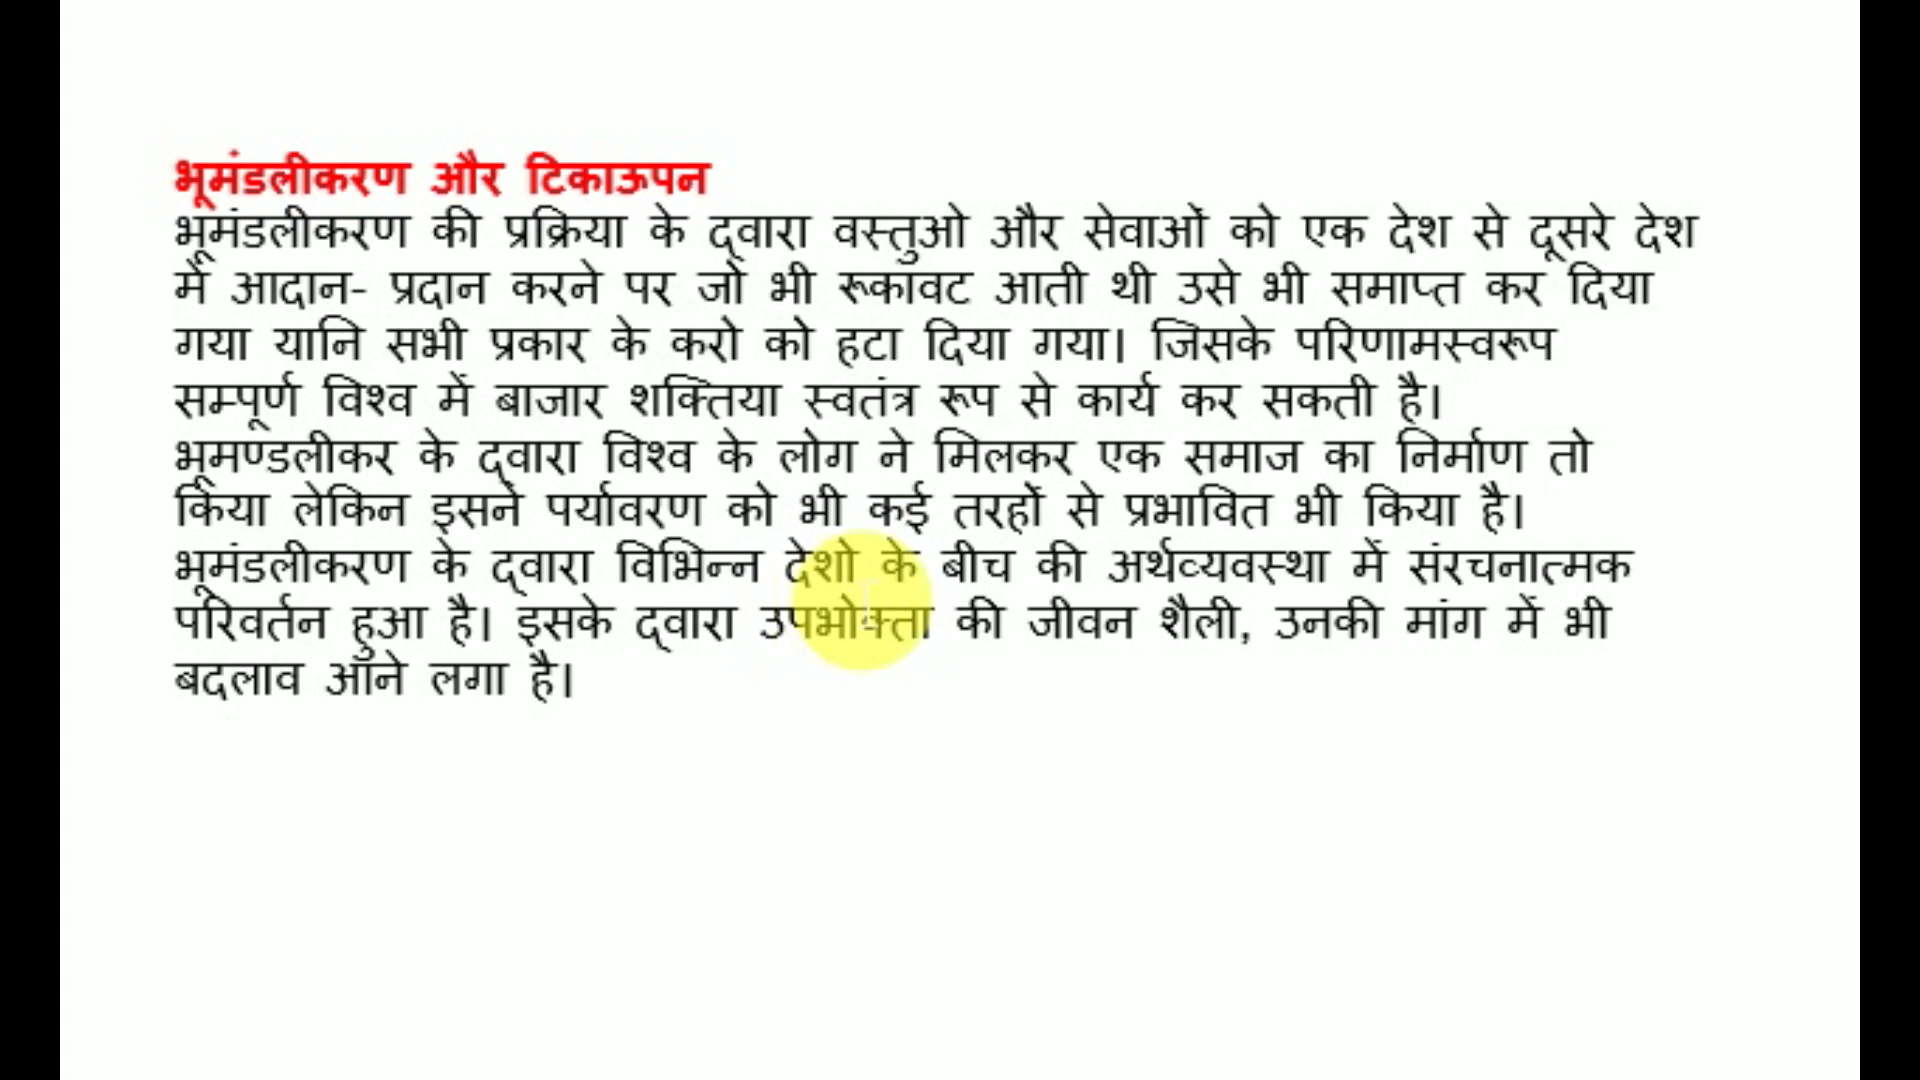 भूमंडलीकरण और टिकाऊपन
भूमंडलीकरण की प्रक्रिया के द्वारा वस्तुओ और सेवाओं को एक देश से दूसरे देश
में आदान- प्रदान करने पर जो भी रूकावट आती थी उसे भी समाप्त कर दिया
गया यानि सभी प्रकार के करो को हटा दिया गया। जिसके परिणामस्वरूप
सम्पूर्ण विश्व में बाजार शक्तिया स्वतंत्र रूप से कार्य कर सकती है।
भूमण्डलीकर के द्वारा विश्व के लोग ने मिलकर एक समाज का निर्माण तो
किया लेकिन इसने पर्यावरण को भी कई तरहों से प्रभावित भी किया है।
भूमंडलीकरण के द्वारा विभिन्न देशो के बीच की अर्थव्यवस्था में संरचनात्मक
परिवर्तन हुआ है। इसके द्वारा उपभोक्ता की जीवन शैली, उनकी मांग में भी
बदलाव आने लगा है।